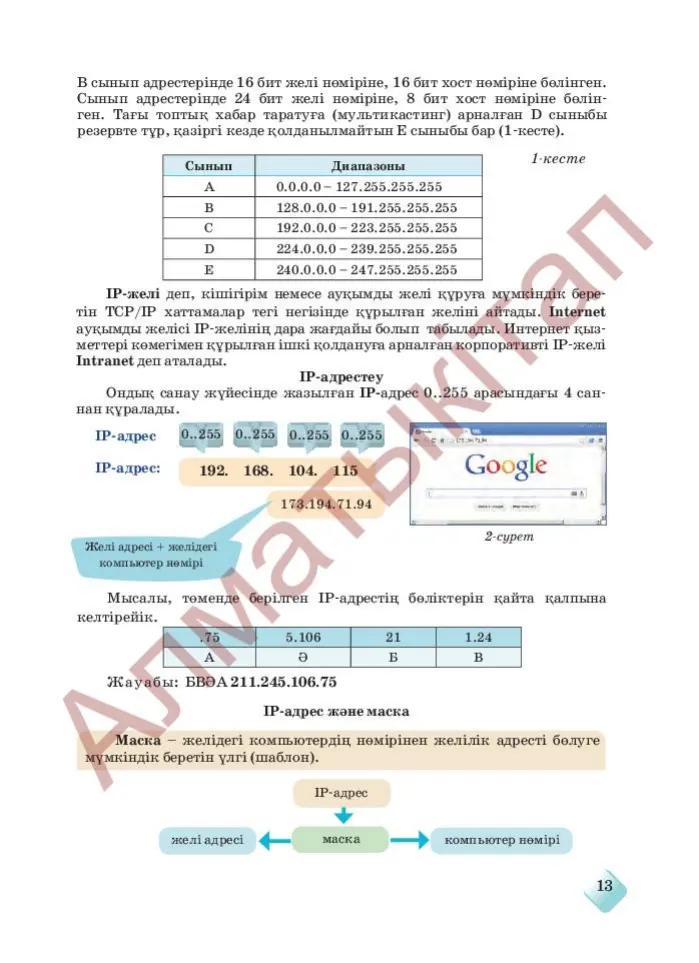 В сынып адрестерінде 16 бит желі нөміріне, 16 бит хост нөміріне бөлінген.
Сынып адрестерінде 24 бит желі нөміріне, 8 бит хост нөміріне бөлін-
ген. Тағы топтық хабар таратуға (мультикастинг) арналған D сыныбы
резервте тұр, қазіргі кезде қолданылмайтын Е сыныбы бар (1-кесте).
1-кесте
Сынып Диапазоны
A 0.0.0.0 – 127.255.255.255
B 128.0.0.0 – 191.255.255.255
C 192.0.0.0 – 223.255.255.255
D 224.0.0.0 – 239.255.255.255
E 240.0.0.0 – 247.255.255.255
IP-желі деп, кішігірім немесе ауқымды желі құруға мүмкіндік бере-
тін TCP/IP хаттамалар тегі негізінде құрылған желіні айтады. Internet
ауқымды желісі IP-желінің дара жағдайы болып табылады. Интернет қыз-
меттері көмегімен құрылған ішкі қолдануға арналған корпоративті IP-желі
Intranet деп аталады.
IP-адрестеу
Ондық санау жүйесінде жазылған IP-адрес 0..255 арасындағы 4 сан-
нан құралады.
IP-адрес 0..255 0..255 0..255 0..255
IP-адрес: 192. 168. 104. 115
173.194.71.94
Желі адресі + желідегі
компьютер нөмірі
173.194.71.94
Google
2-сурет
Мысалы, төменде берілген IP-адрестің бөліктерін қайта қалпына
келтірейік.
.75 5.106 21 1.24
А Ә Б В
Жауабы: БВӘА 211.245.106.75
IP-адрес және маска
Маска – желідегі компьютердің нөмірінен желілік адресті бөлуге
мүмкіндік беретін үлгі (шаблон).
IP-адрес
желі адресі маска компьютер нөмірі
13
Алматыкітап